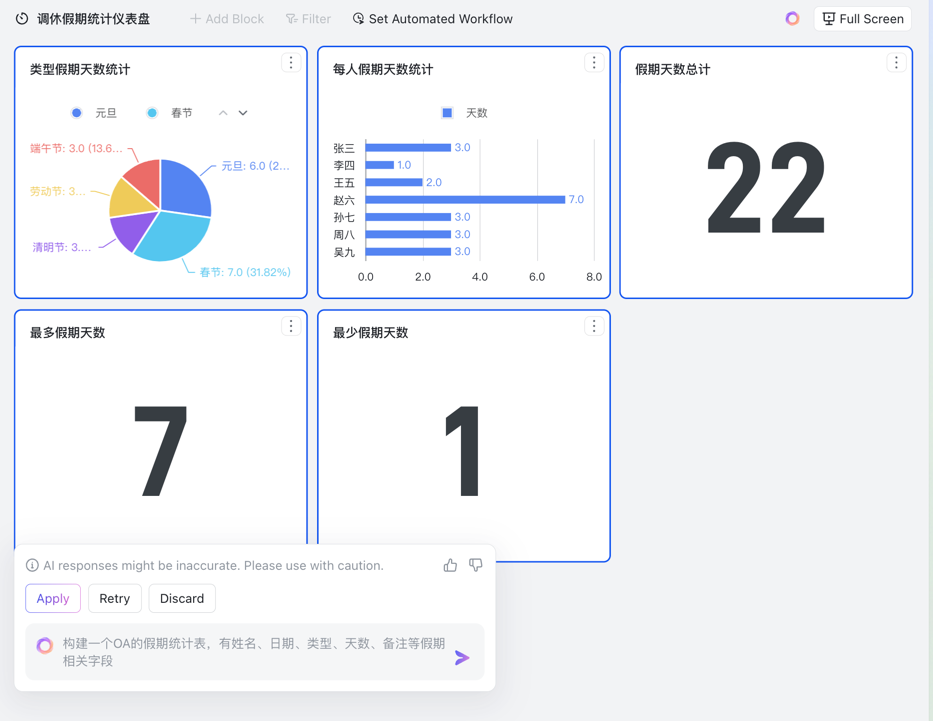 调休假期统计仪表盘
Add Block
Filter
Set Automated Workflow
Full Screen
类型假期天数统计
元旦
春节
端午节: 3.0 (13.6...
元旦: 6.0 (2...
劳动节: 3...
清明节: 3....
春节: 7.0 (31.82%)
每人假期天数统计
天数
张三 3.0
李四 1.0
王五 2.0
赵六 7.0
孙七 3.0
周八 3.0
吴九 3.0
0.0 2.0 4.0 6.0 8.0
假期天数总计
22
最多假期天数
7
最少假期天数
1
AI responses might be inaccurate. Please use with caution.
Apply
Retry
Discard
构建一个OA的假期统计表，有姓名、日期、类型、天数、备注等假期
相关字段